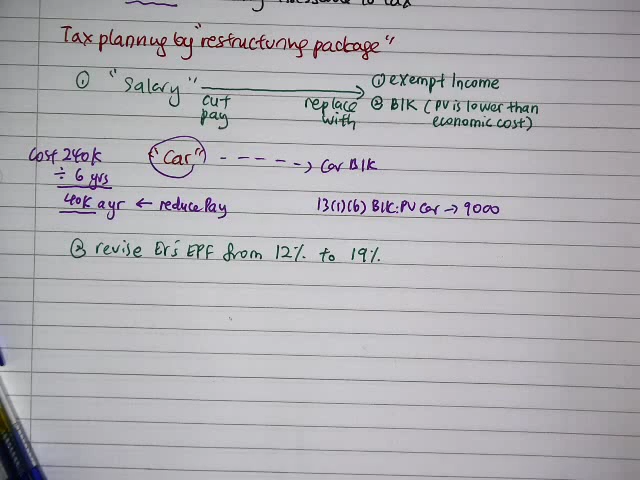 to tax
Tax planning by "restructuring package"
① "Salary" cut pay replace with ① exempt Income
② BIK (PV is lower than economic cost)
Cost 240k "Car" - - - - - → Car BIK
÷ 6 yrs
40K a yr ← reduce Pay 13(1)(b) BIK: PV Car → 9000
② revise Er's EPF from 12% to 19%